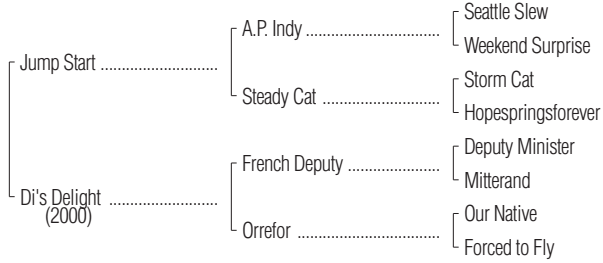 Seattle Slew
A.P. Indy ..............................
Weekend Surprise
Jump Start ...........................
Storm Cat
Steady Cat ...........................
Hopespringsforever
Deputy Minister
French Deputy .....................
Mitterand
Di's Delight .........................
(2000)
Our Native
Orrefor .................................
Forced to Fly